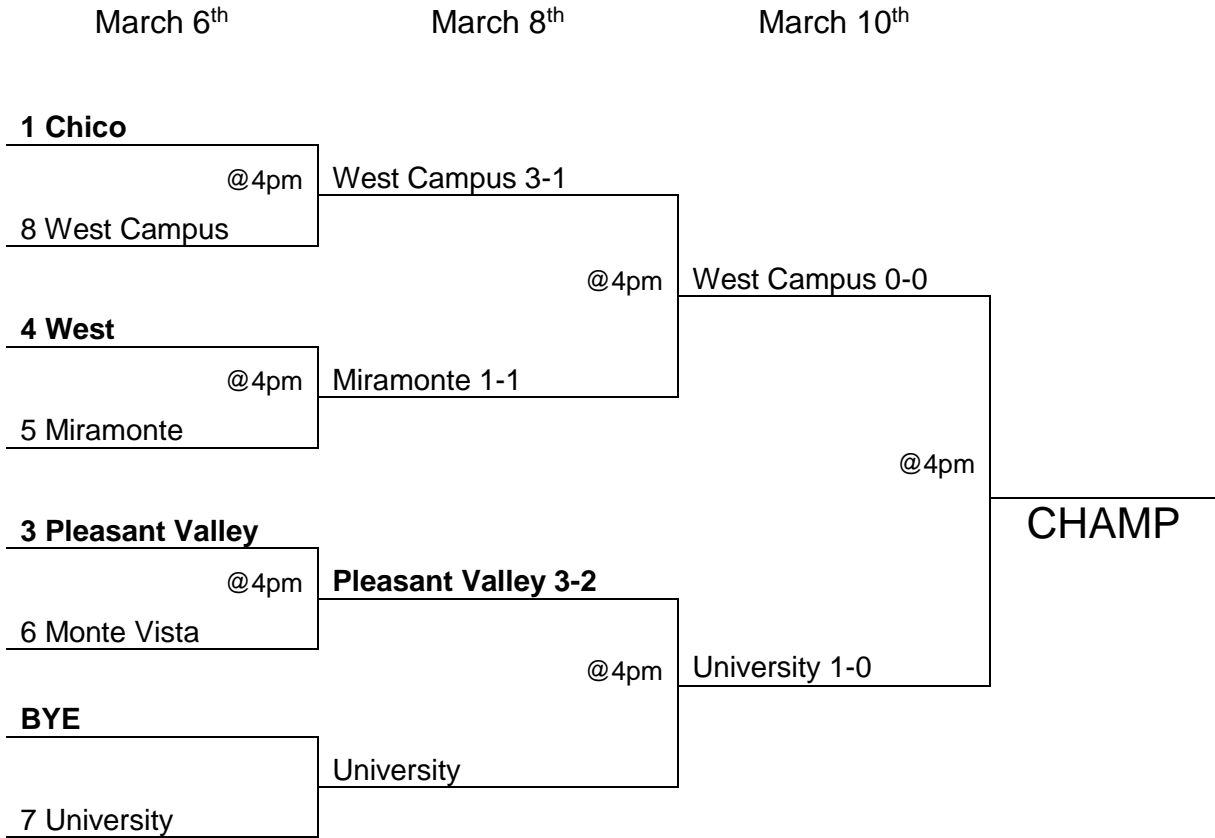 March 6th March 8th March 10th
1 Chico
@4pm West Campus 3-1
8 West Campus
@4pm West Campus 0-0
4 West
@4pm Miramonte 1-1
5 Miramonte
@4pm
3 Pleasant Valley
CHAMP
@4pm Pleasant Valley 3-2
6 Monte Vista
@4pm University 1-0
BYE
University
7 University